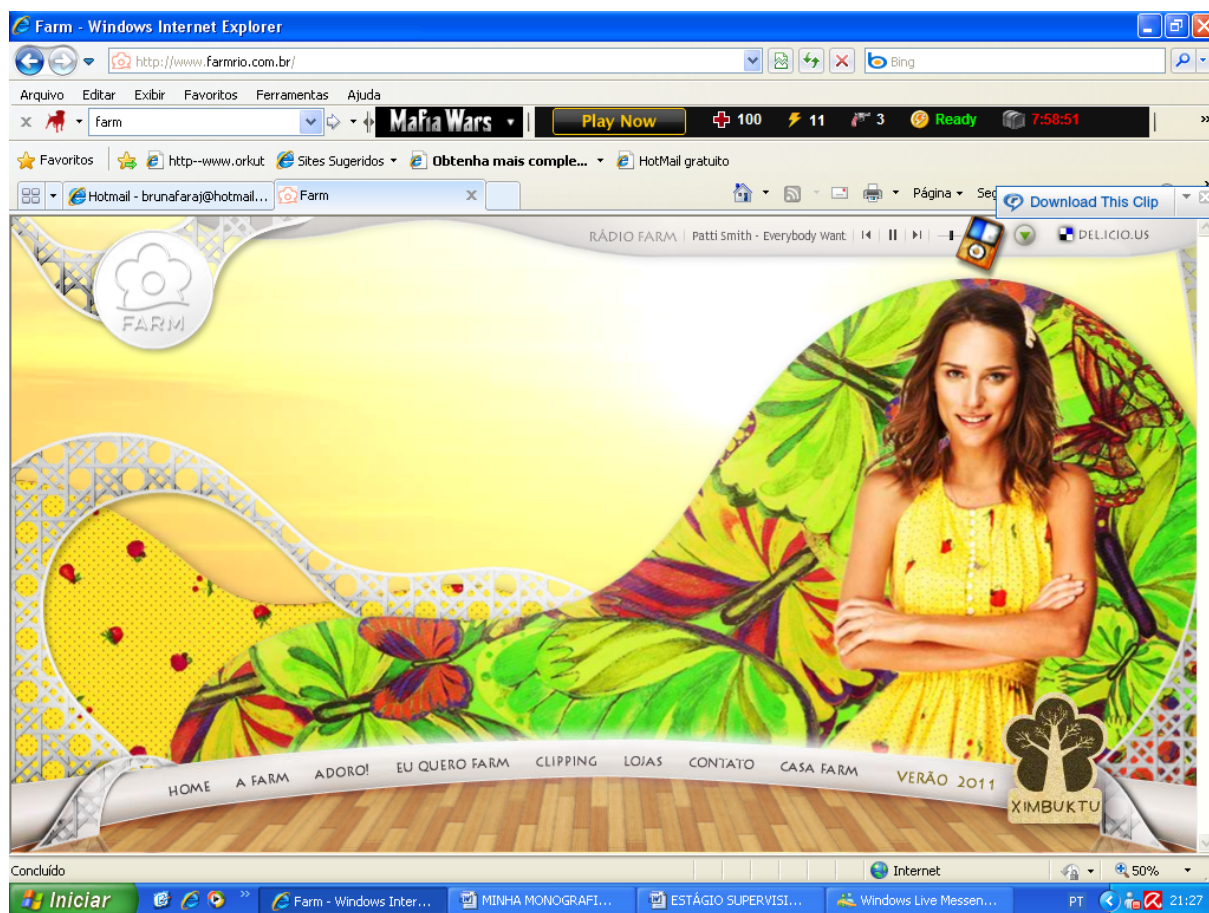 Farm - Windows Internet Explorer
http://www.farmrio.com.br/
Bing
Arquivo Editar Exibir Favoritos Ferramentas Ajuda
farm Mafia Wars Play Now 100 11 3 Ready 7:58:51
Favoritos http--www.orkut Sites Sugeridos Obtenha mais comple... HotMail gratuito
Hotmail - brunafaraj@hotmail... Farm Página Seg
Download This Clip
RÁDIO FARM Patti Smith - Everybody Want DEL.ICIO.US
FARM
HOME A FARM ADORO! EU QUERO FARM CLIPPING LOJAS CONTATO CASA FARM VERÃO 2011
XIMBUKTU
Concluído Internet 50%
Iniciar Farm - Windows Inter... MINHA MONOGRAFI... ESTÁGIO SUPERVISI... Windows Live Messen... PT 21:27